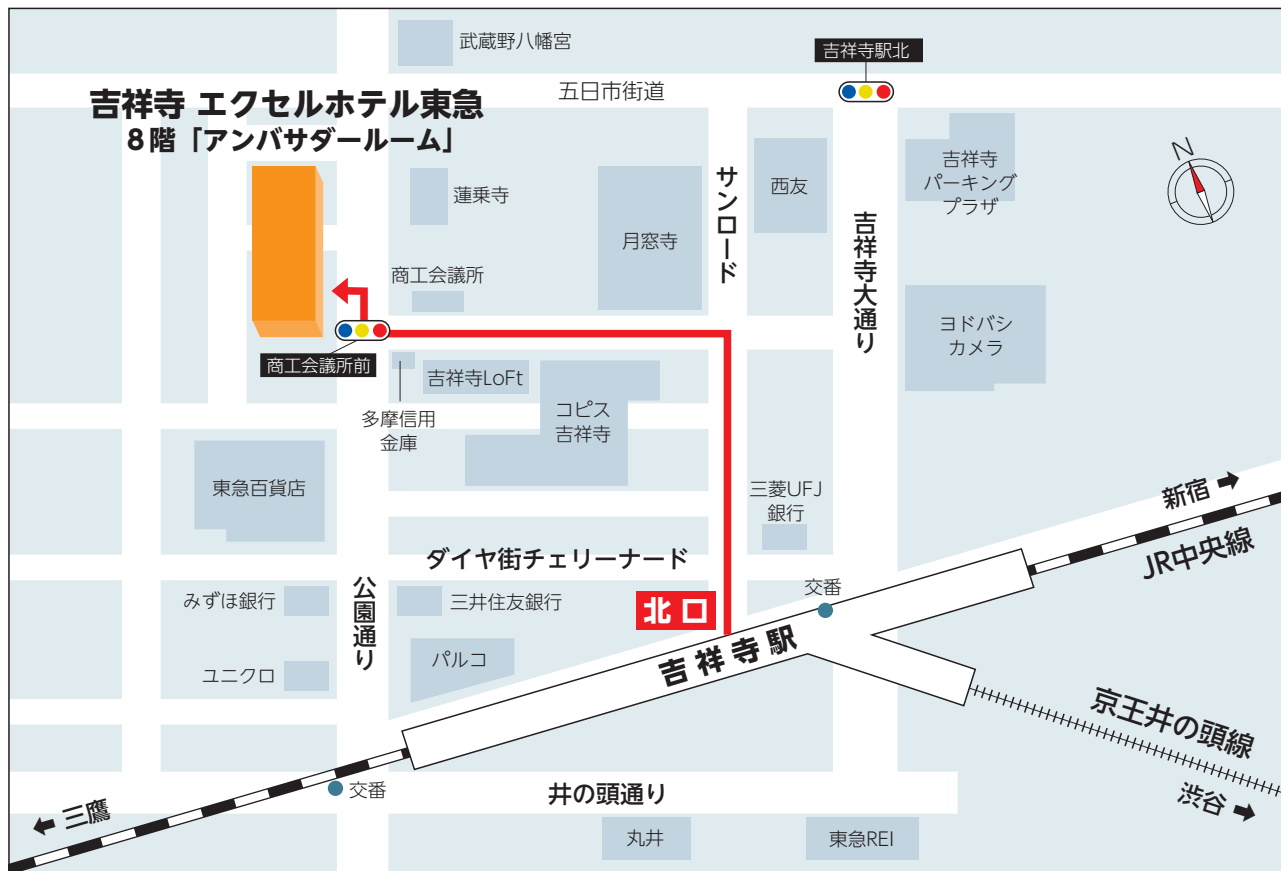 武蔵野八幡宮
吉祥寺駅北
五日市街道
吉祥寺 エクセルホテル東急
8階「アンバサダールーム」
N
蓮乗寺
月窓寺
サンロード
西友
吉祥寺大通り
吉祥寺
パーキング
プラザ
商工会議所
ヨドバシ
カメラ
商工会議所前
吉祥寺LoFt
多摩信用
金庫
コピス
吉祥寺
東急百貨店
三菱UFJ
銀行
新宿
JR中央線
ダイヤ街チェリーナード
交番
みずほ銀行
公園通り
三井住友銀行
北口
吉祥寺駅
パルコ
ユニクロ
京王井の頭線
渋谷
交番
井の頭通り
三鷹
丸井
東急REI